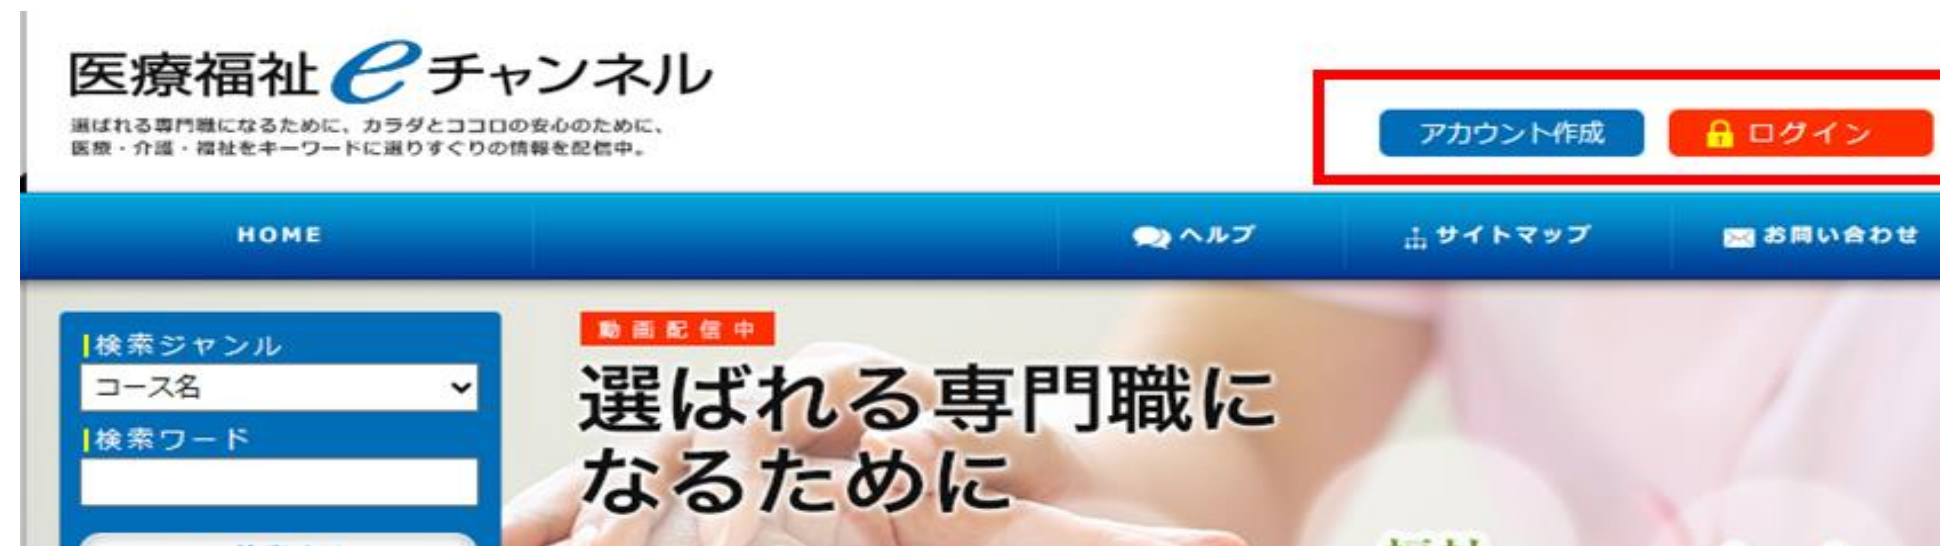 医療福祉eチャンネル
選ばれる専門職になるために、カラダとココロの安心のために、
医療・介護・福祉をキーワードに選りすぐりの情報を配信中。
アカウント作成 ログイン
HOME ヘルプ サイトマップ お問い合わせ
検索ジャンル
コース名
検索ワード
動画配信中
選ばれる専門職に
なるために